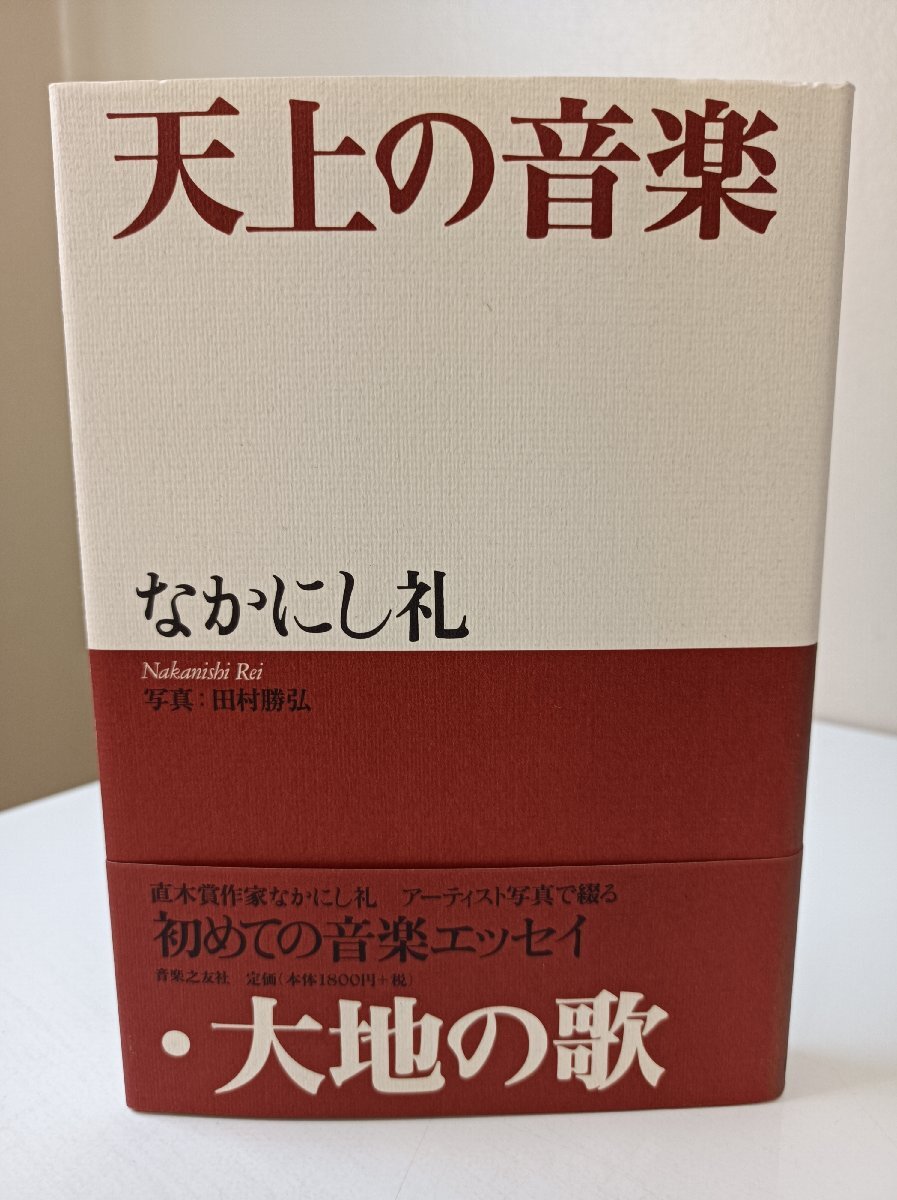 天上の音楽
なかにし礼
Nakanishi Rei
写真：田村勝弘
直木賞作家なかにし礼　アーティスト写真で綴る
初めての音楽エッセイ
音楽之友社　定価（本体1800円＋税）
・大地の歌